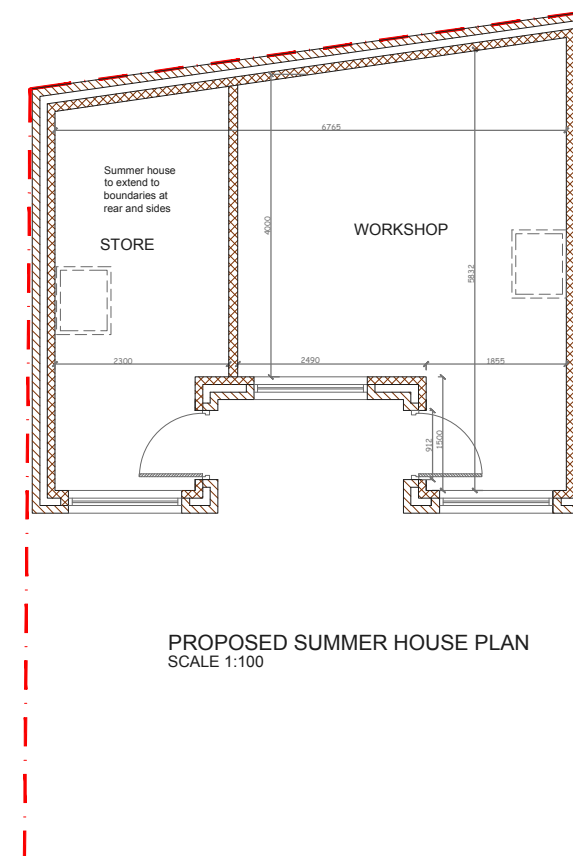 6765
Summer house
to extend to
boundaries at
rear and sides
STORE
WORKSHOP
4000
5832
2300
2490
1855
912
1500
PROPOSED SUMMER HOUSE PLAN
SCALE 1:100